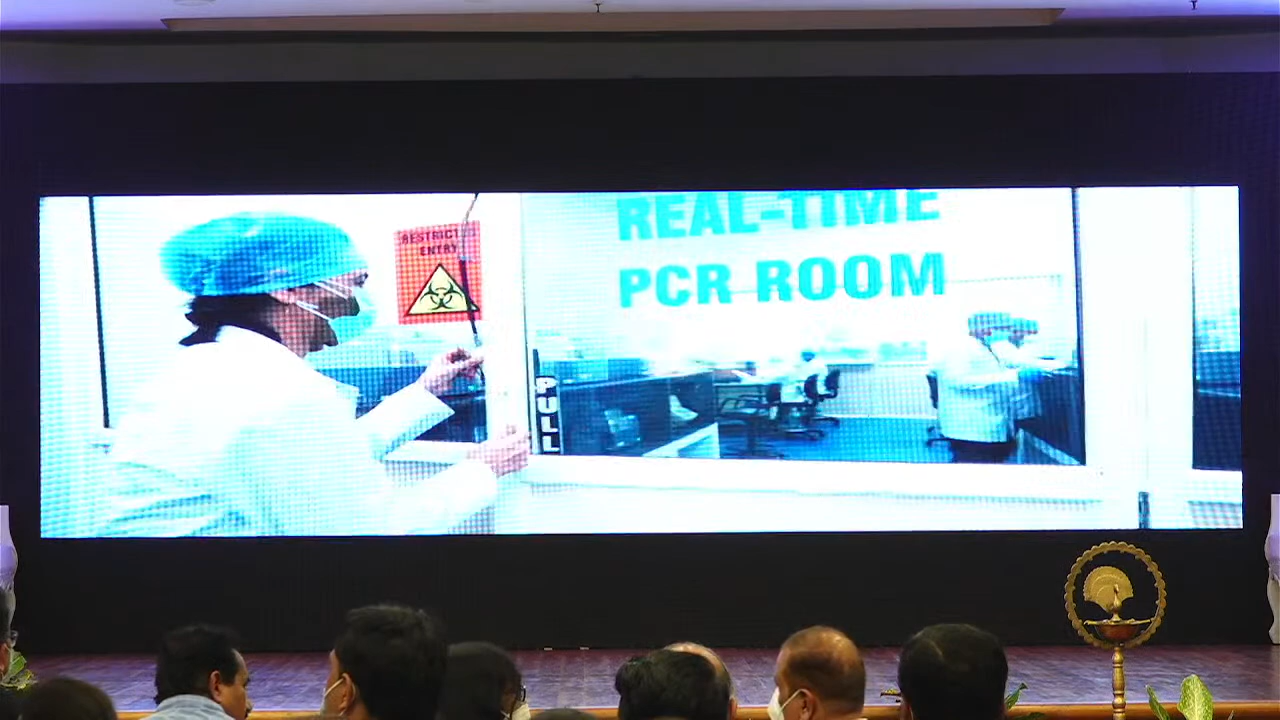 RESTRICTED
ENTRY
REAL-TIME
PCR ROOM
PULL